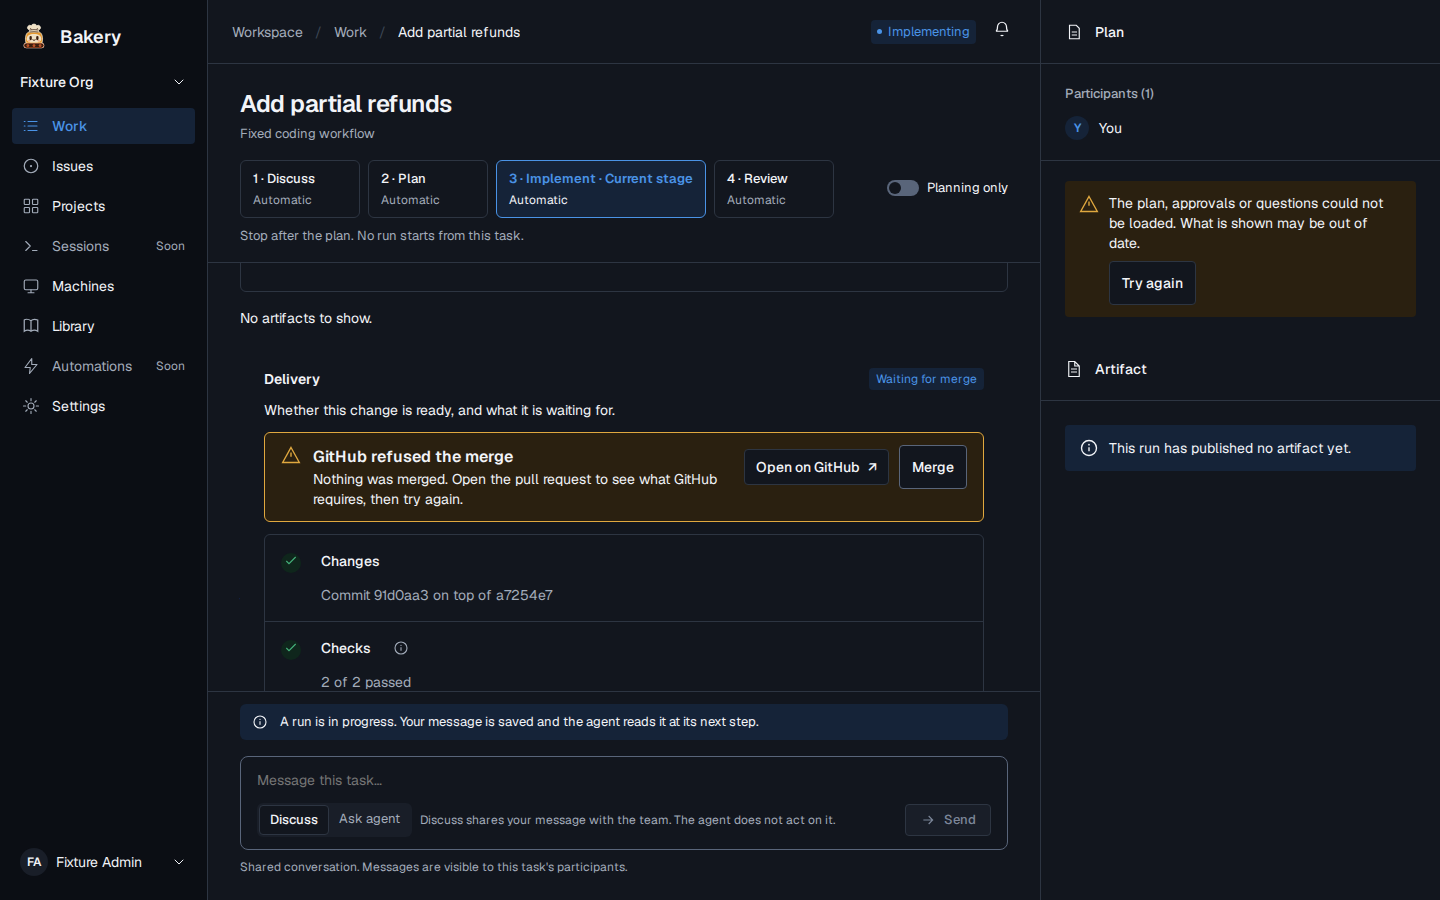 Bakery
Fixture Org
Work
Issues
Projects
Sessions Soon
Machines
Library
Automations Soon
Settings
FA Fixture Admin
Workspace / Work / Add partial refunds
Implementing
Add partial refunds
Fixed coding workflow
1 · Discuss
Automatic
2 · Plan
Automatic
3 · Implement · Current stage
Automatic
4 · Review
Automatic
Planning only
Stop after the plan. No run starts from this task.
No artifacts to show.
Delivery
Waiting for merge
Whether this change is ready, and what it is waiting for.
GitHub refused the merge
Nothing was merged. Open the pull request to see what GitHub
requires, then try again.
Open on GitHub
Merge
Changes
Commit 91d0aa3 on top of a7254e7
Checks
2 of 2 passed
A run is in progress. Your message is saved and the agent reads it at its next step.
Message this task…
Discuss
Ask agent
Discuss shares your message with the team. The agent does not act on it.
Send
Shared conversation. Messages are visible to this task's participants.
Plan
Participants (1)
Y You
The plan, approvals or questions could not
be loaded. What is shown may be out of
date.
Try again
Artifact
This run has published no artifact yet.